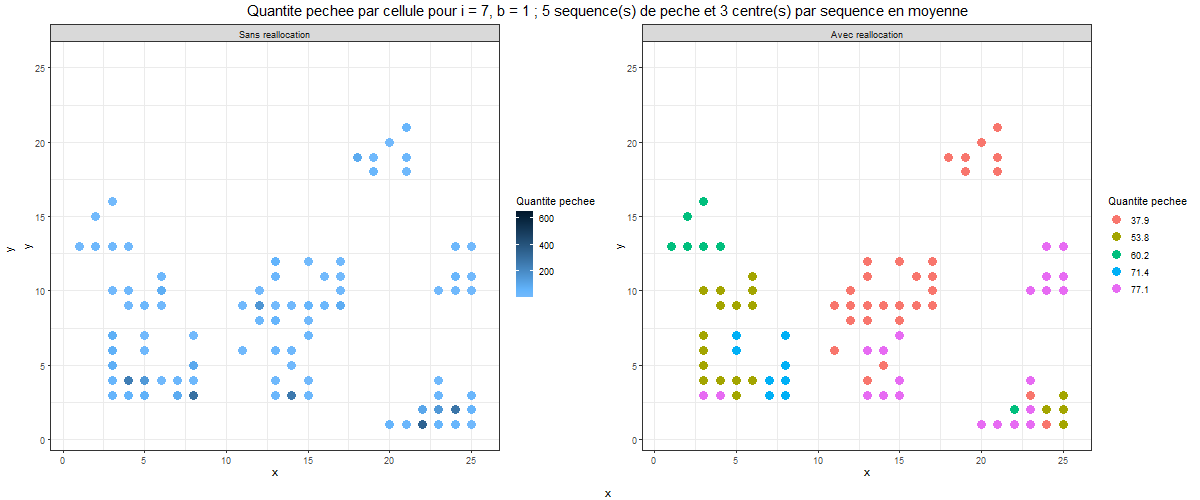 Quantite pechee par cellule pour i = 7, b = 1 ; 5 sequence(s) de peche et 3 centre(s) par sequence en moyenne
Sans reallocation
25
20
15
10
5
0
0 5 10 15 20 25
x
y
y
Quantite pechee
600
400
200
Avec reallocation
25
20
15
10
5
0
0 5 10 15 20 25
x
y
Quantite pechee
37.9
53.8
60.2
71.4
77.1
x